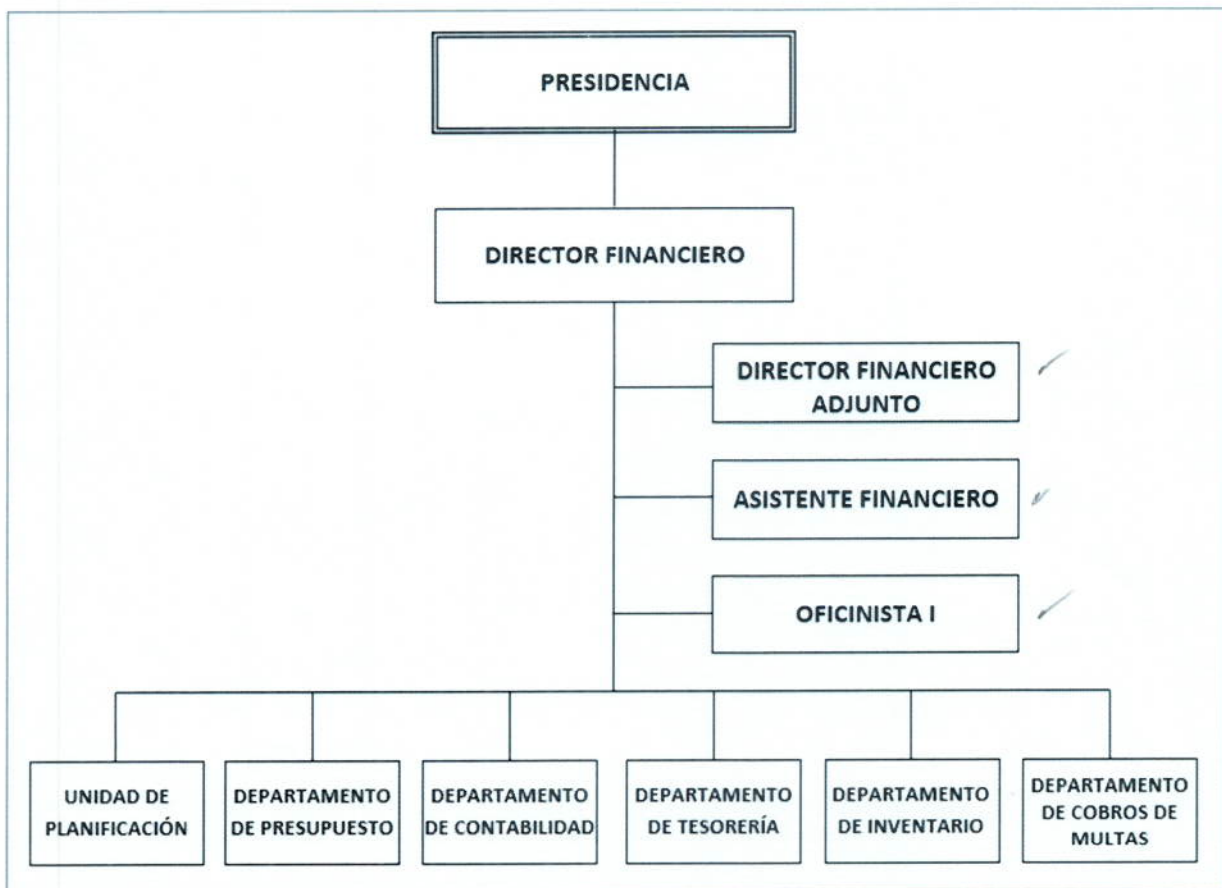 PRESIDENCIA
DIRECTOR FINANCIERO
DIRECTOR FINANCIERO
ADJUNTO
ASISTENTE FINANCIERO
OFICINISTA I
UNIDAD DE
PLANIFICACIÓN
DEPARTAMENTO
DE PRESUPUESTO
DEPARTAMENTO
DE CONTABILIDAD
DEPARTAMENTO
DE TESORERÍA
DEPARTAMENTO
DE INVENTARIO
DEPARTAMENTO
DE COBROS DE
MULTAS